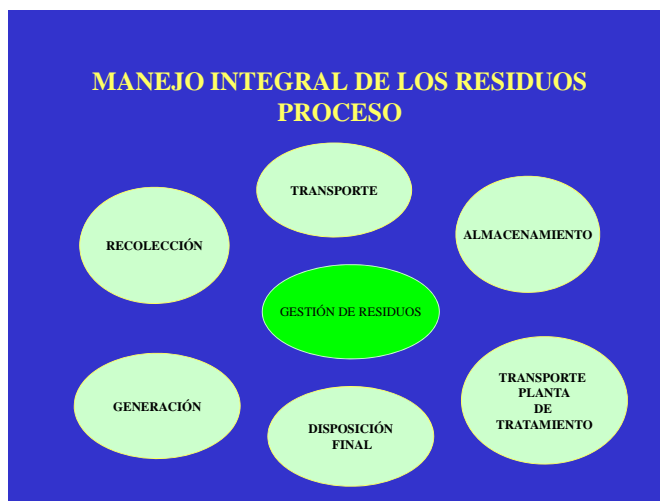 MANEJO INTEGRAL DE LOS RESIDUOS
PROCESO
TRANSPORTE
RECOLECCIÓN
ALMACENAMIENTO
GESTIÓN DE RESIDUOS
GENERACIÓN
DISPOSICIÓN
FINAL
TRANSPORTE
PLANTA
DE
TRATAMIENTO